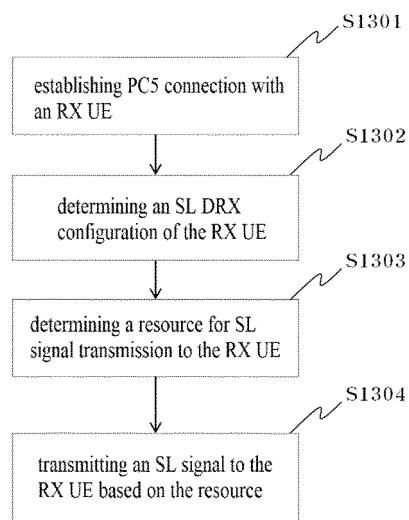 S1301
establishing PC5 connection with
an RX UE
S1302
determining an SL DRX
configuration of the RX UE
S1303
determining a resource for SL
signal transmission to the RX UE
S1304
transmitting an SL signal to the
RX UE based on the resource